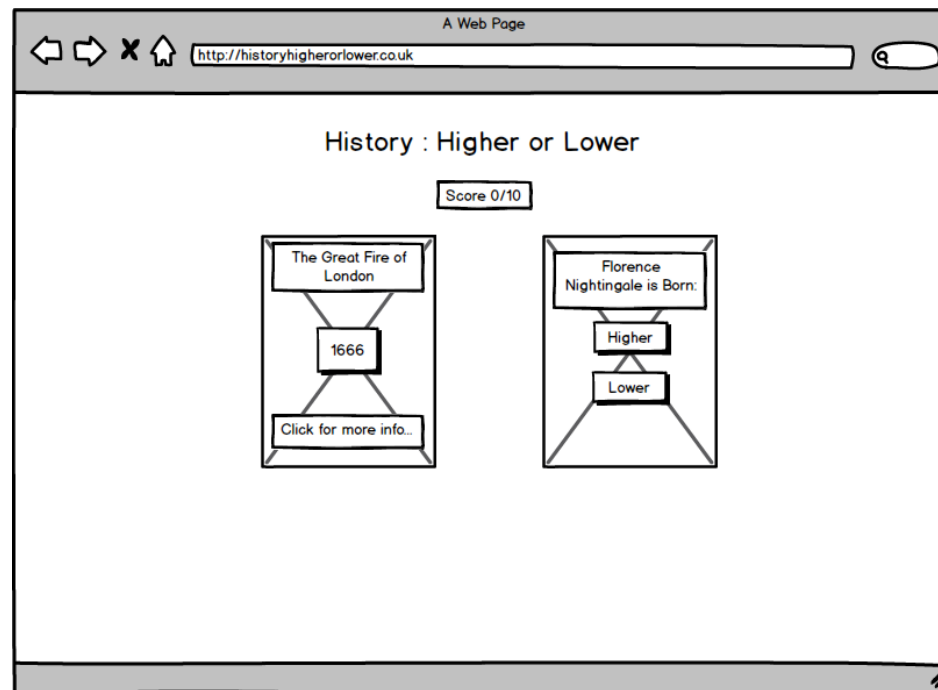 A Web Page
http://historyhigherorlower.co.uk
History : Higher or Lower
Score 0/10
The Great Fire of
London
1666
Click for more info...
Florence
Nightingale is Born:
Higher
Lower